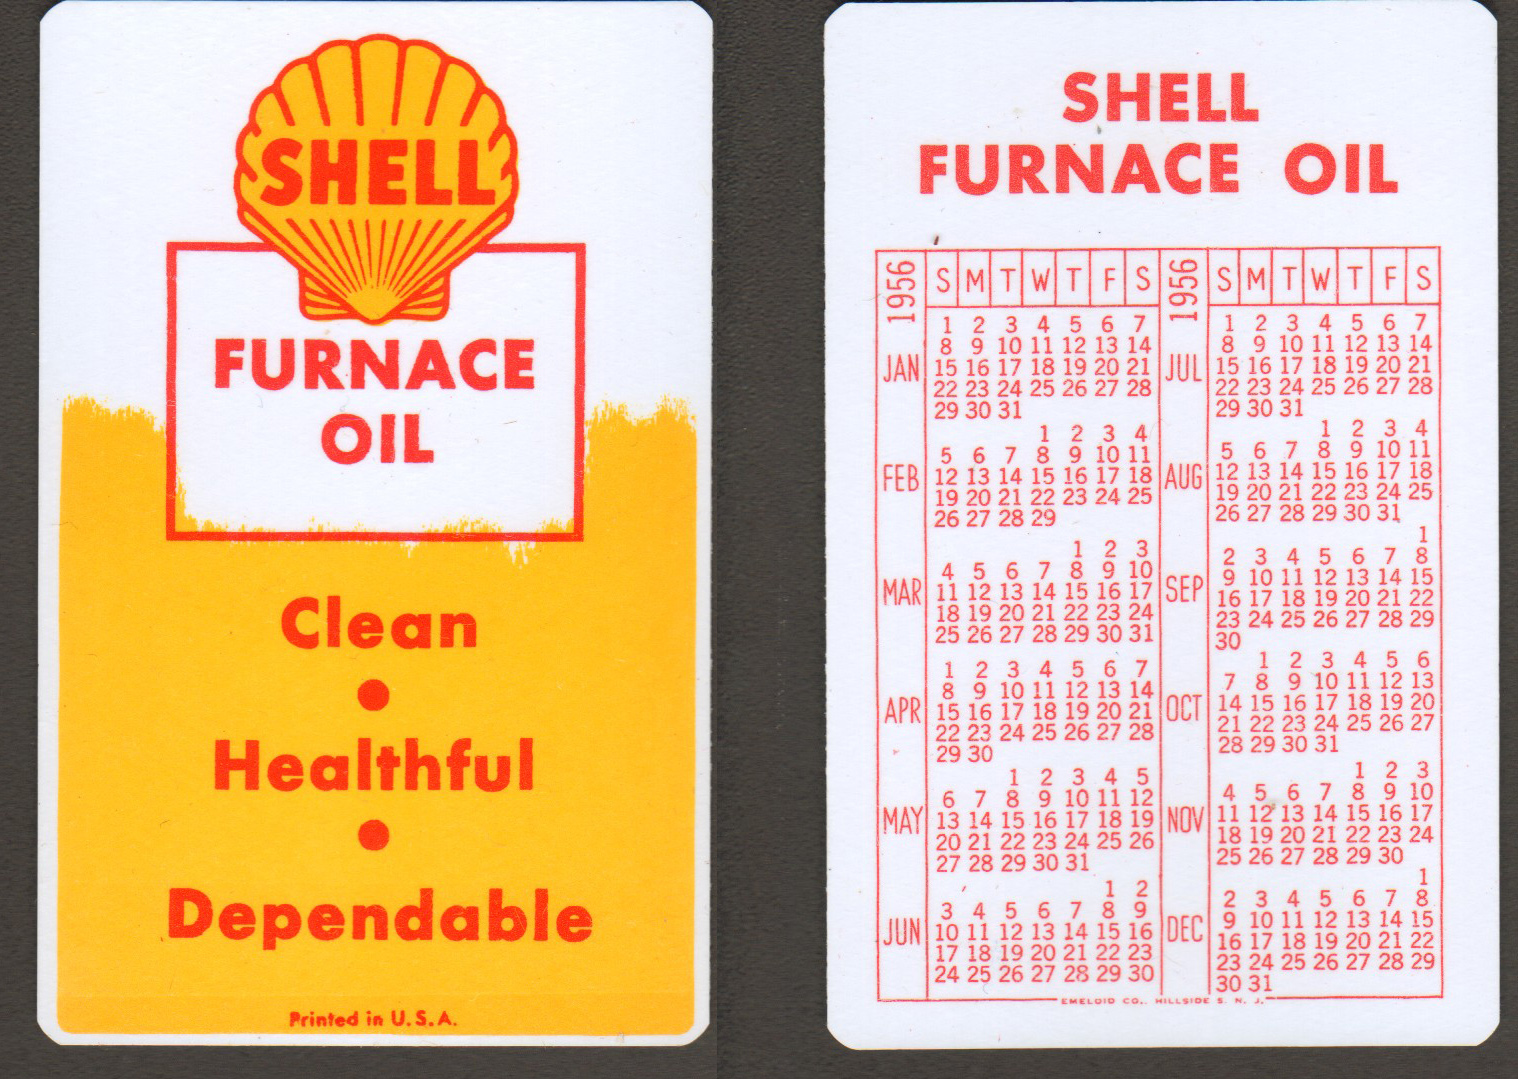 SHELL
FURNACE
OIL
Clean
•
Healthful
•
Dependable
Printed in U.S.A.
SHELL
FURNACE OIL
1956 S M T W T F S
JAN
1 2 3 4 5 6 7
8 9 10 11 12 13 14
15 16 17 18 19 20 21
22 23 24 25 26 27 28
29 30 31
FEB
1 2 3 4
5 6 7 8 9 10 11
12 13 14 15 16 17 18
19 20 21 22 23 24 25
26 27 28 29
MAR
1 2 3
4 5 6 7 8 9 10
11 12 13 14 15 16 17
18 19 20 21 22 23 24
25 26 27 28 29 30 31
APR
1 2 3 4 5 6 7
8 9 10 11 12 13 14
15 16 17 18 19 20 21
22 23 24 25 26 27 28
29 30
MAY
1 2 3 4 5
6 7 8 9 10 11 12
13 14 15 16 17 18 19
20 21 22 23 24 25 26
27 28 29 30 31
JUN
1 2
3 4 5 6 7 8 9
10 11 12 13 14 15 16
17 18 19 20 21 22 23
24 25 26 27 28 29 30
1956 S M T W T F S
JUL
1 2 3 4 5 6 7
8 9 10 11 12 13 14
15 16 17 18 19 20 21
22 23 24 25 26 27 28
29 30 31
AUG
1 2 3 4
5 6 7 8 9 10 11
12 13 14 15 16 17 18
19 20 21 22 23 24 25
26 27 28 29 30 31
SEP
1
2 3 4 5 6 7 8
9 10 11 12 13 14 15
16 17 18 19 20 21 22
23 24 25 26 27 28 29
30
OCT
1 2 3 4 5 6
7 8 9 10 11 12 13
14 15 16 17 18 19 20
21 22 23 24 25 26 27
28 29 30 31
NOV
1 2 3
4 5 6 7 8 9 10
11 12 13 14 15 16 17
18 19 20 21 22 23 24
25 26 27 28 29 30
DEC
1
2 3 4 5 6 7 8
9 10 11 12 13 14 15
16 17 18 19 20 21 22
23 24 25 26 27 28 29
30 31
EMELOID CO., HILLSIDE 5, N. J.